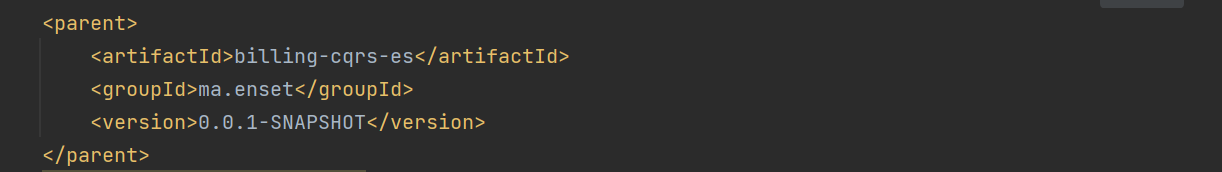 <parent>
<artifactId>billing-cqrs-es</artifactId>
<groupId>ma.enset</groupId>
<version>0.0.1-SNAPSHOT</version>
</parent>